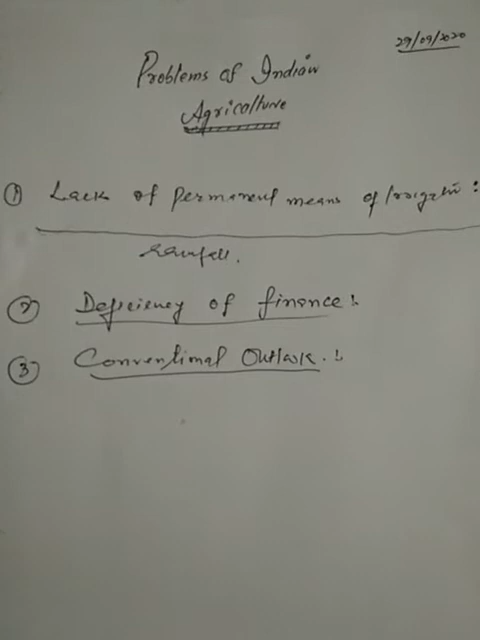 29/09/2020
Problems of Indian
Agriculture
① Lack of permanent means of Irrigation :
rainfall.
② Deficiency of finance :
③ Conventional Outlook :